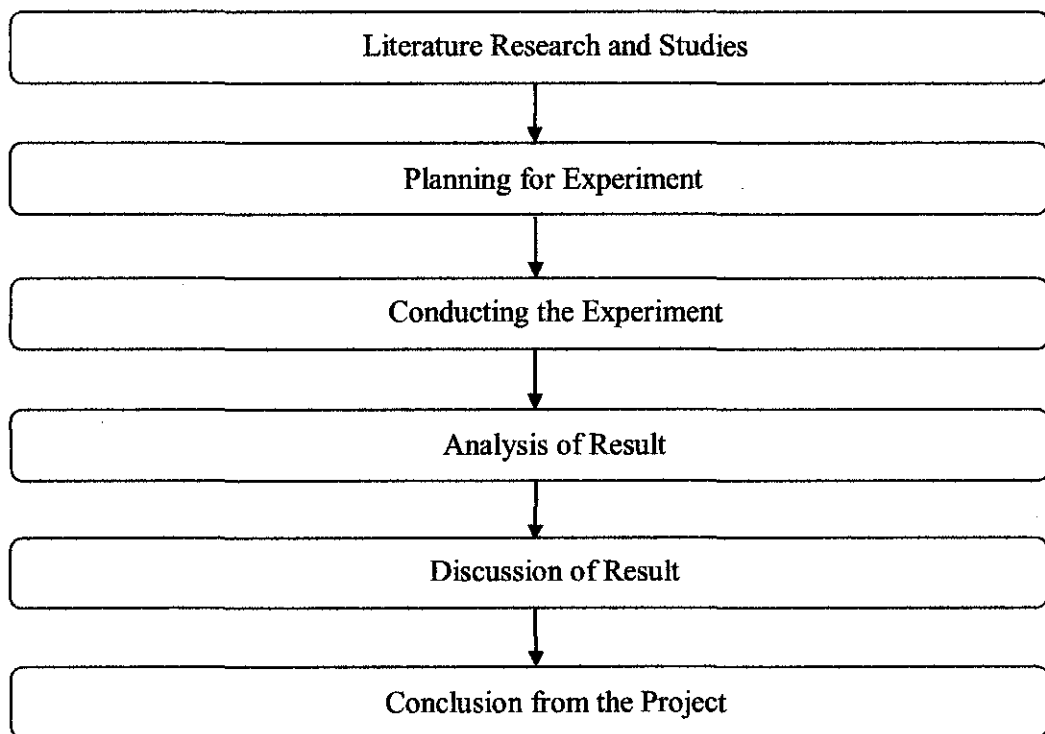 Literature Research and Studies
Planning for Experiment
Conducting the Experiment
Analysis of Result
Discussion of Result
Conclusion from the Project